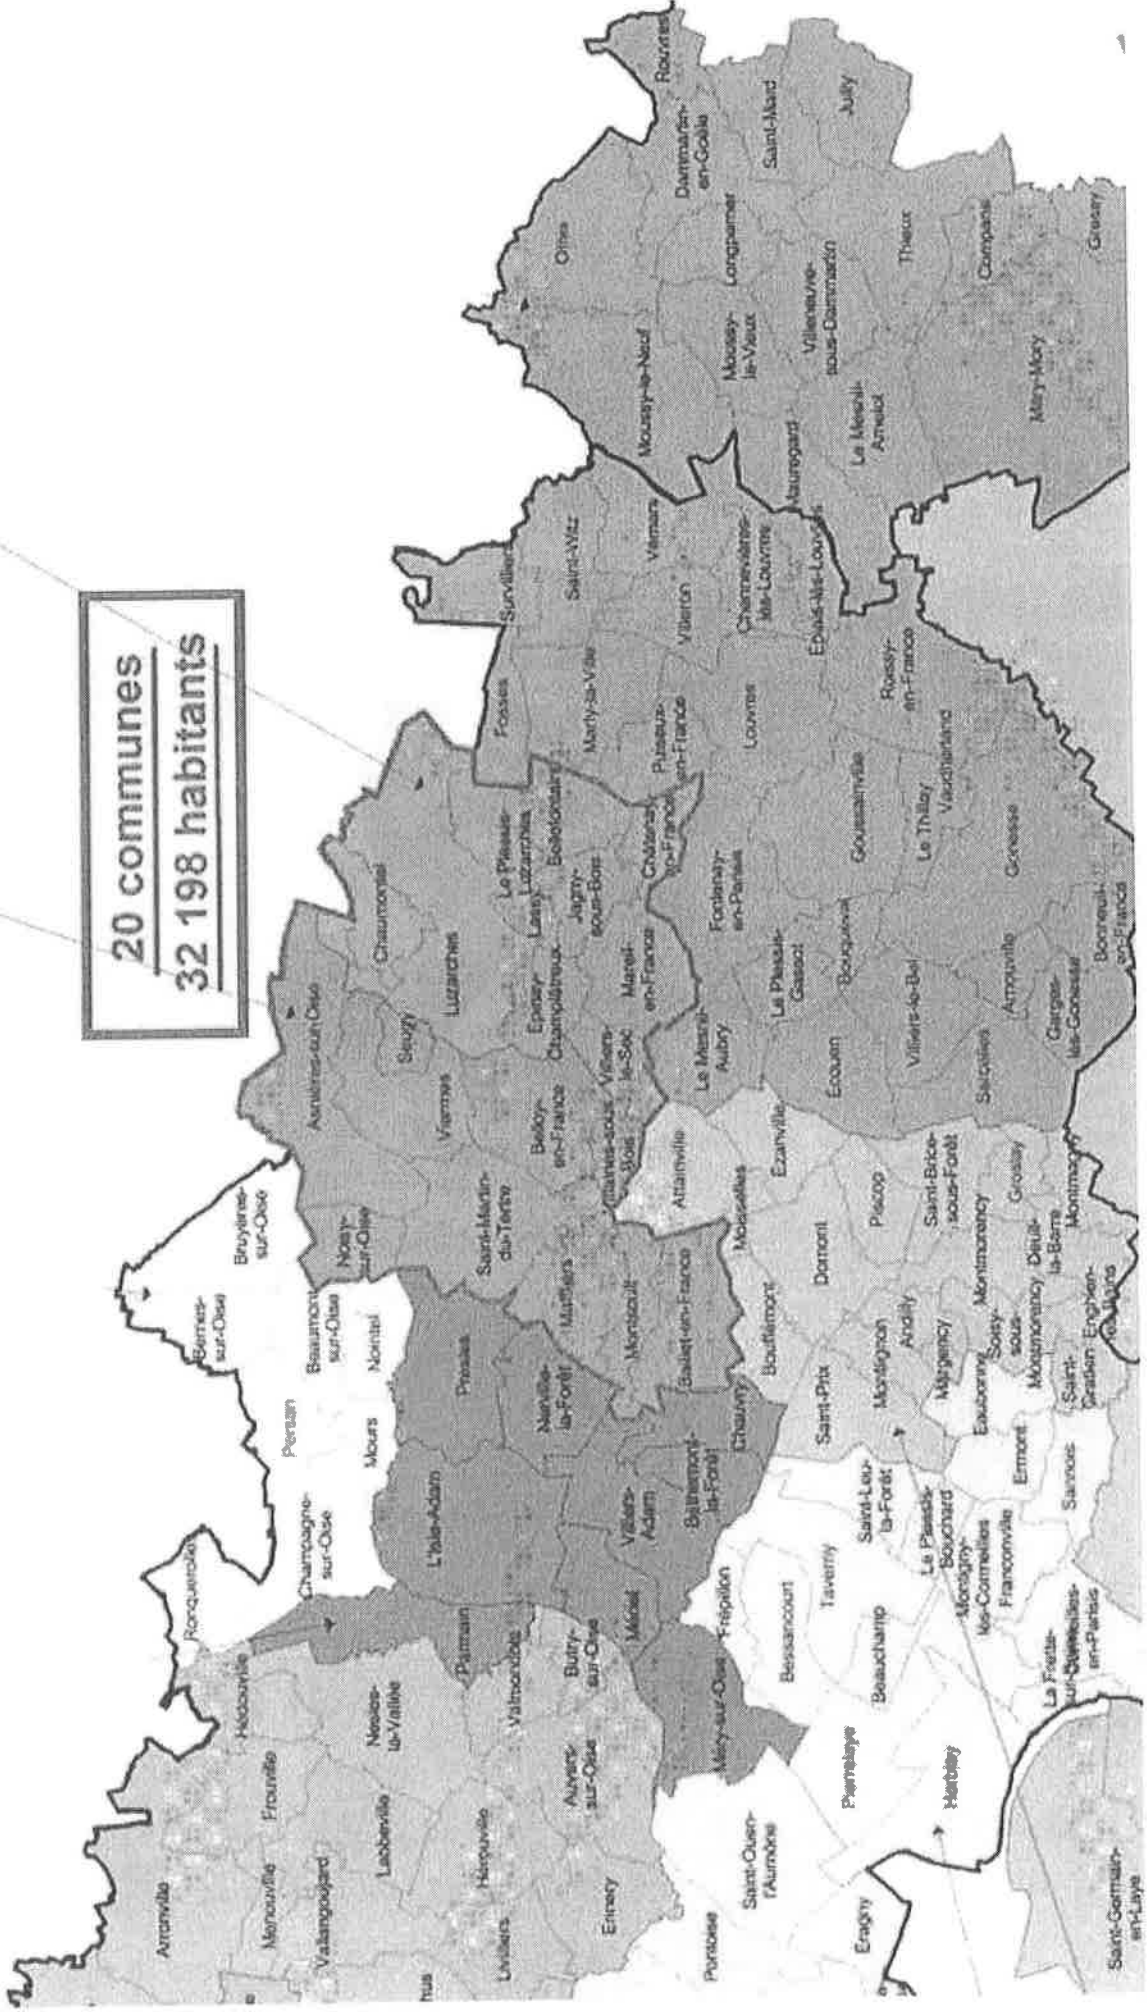 20 communes
32 198 habitants
Arronville
Menouville
Frouville
Hédouville
Ronquerolles
Vallangoujard
Labbeville
Nesles-
la-Vallée
Hérouville
Livilliers
Valmondois
Parmain
Ennery
Auvers-
sur-Oise
Butry-
sur-Oise
Mériel
Champagne-
sur-Oise
Persan
Mours
Bernes-
sur-Oise
Bruyères-
sur-Oise
Beaumont
sur-Oise
Nointel
Noisy-
sur-Oise
Asnières-sur-Oise
Presles
L'Isle-Adam
Nerville-
la-Forêt
Villiers-
Adam
Béthemont-
la-Forêt
Chauvry
Méry-sur-Oise
Frépillon
Saint-Martin-
du-Tertre
Viarmes
Seugy
Chaumontel
Luzarches
Le Plessis-
Luzarches
Lassy
Bellefontaine
Epinay-
Champlâtreux
Jagny-
sous-Bois
Châtenay-
en-France
Mareil-
en-France
Villiers-
le-Sec
Belloy-
en-France
Maffliers
Montsoult
Baillet-en-France
Attainville
Moisselles
Ezanville
Bouffémont
Domont
Piscop
Saint-Brice-
sous-Forêt
Saint-Prix
Montlignon
Andilly
Margency
Montmorency
Groslay
Montmagny
Deuil-
la-Barre
Soisy-
sous-
Montmorency
Enghien-
les-Bains
Saint-
Gratien
Eaubonne
Ermont
Sannois
Saint-Leu-
la-Forêt
Le Plessis-
Bouchard
Montigny-
lès-Cormeilles
Franconville
La Frette-
sur-
Cormeilles-
en-Parisis
Taverny
Bessancourt
Beauchamp
Pierrelaye
Herblay
Saint-Ouen-
l'Aumône
Pontoise
Eragny
Saint-Germain-
en-Laye
Fosses
Survilliers
Saint-Witz
Marly-la-Ville
Vémars
Villeron
Puiseux-
en-France
Louvres
Chennevières-
lès-Louvres
Epiais-lès-Louvres
Roissy-
en-France
Fontenay-
en-Parisis
Goussainville
Le Thillay
Vaudherland
Gonesse
Le Mesnil-
Aubry
Le Plessis-
Gassot
Bouqueval
Ecouen
Villiers-le-Bel
Sarcelles
Arnouville
Garges-
lès-Gonesse
Bonneuil-
en-France
Othis
Rouvres
Dammartin-
en-Goële
Saint-Mard
Juilly
Moussy-le-Neuf
Moussy-
le-Vieux
Longperrier
Villeneuve-
sous-Dammartin
Thieux
Mauregard
Le Mesnil-
Amelot
Compans
Mitry-Mory
Gressy